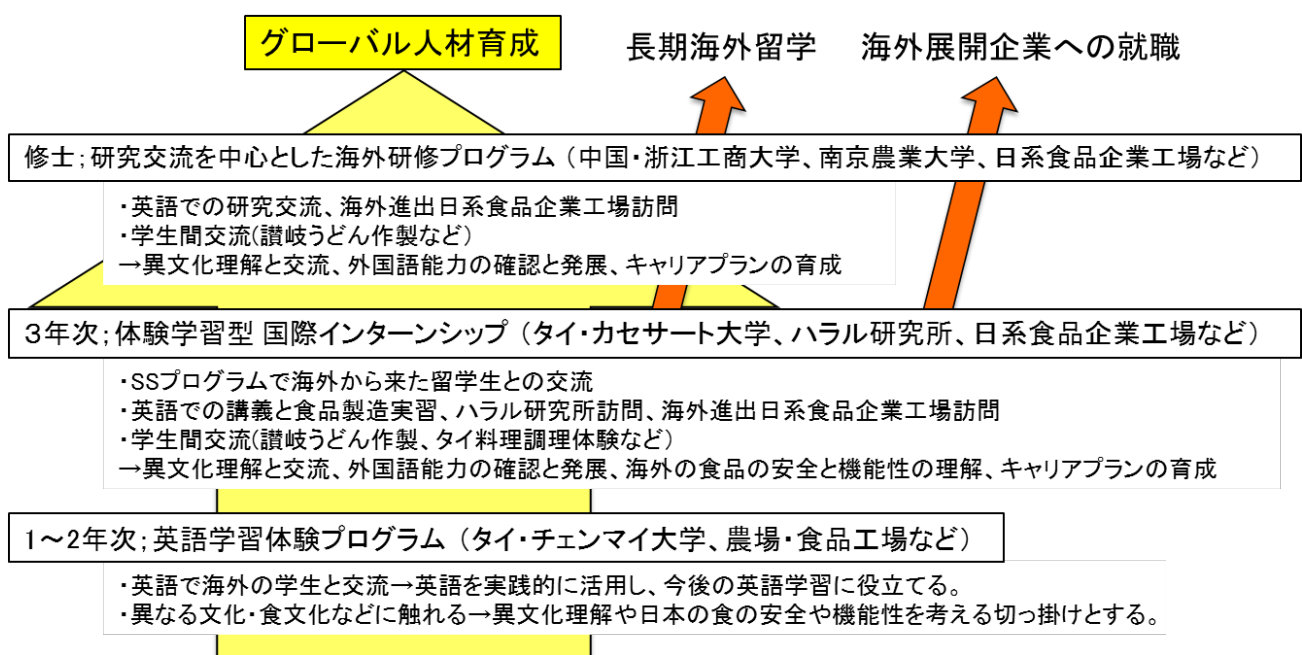 グローバル人材育成
長期海外留学
海外展開企業への就職
修士;研究交流を中心とした海外研修プログラム（中国・浙江工商大学、南京農業大学、日系食品企業工場など）
・英語での研究交流、海外進出日系食品企業工場訪問
・学生間交流(讃岐うどん作製など）
→異文化理解と交流、外国語能力の確認と発展、キャリアプランの育成
3年次;体験学習型 国際インターンシップ（タイ・カセサート大学、ハラル研究所、日系食品企業工場など）
・SSプログラムで海外から来た留学生との交流
・英語での講義と食品製造実習、ハラル研究所訪問、海外進出日系食品企業工場訪問
・学生間交流(讃岐うどん作製、タイ料理調理体験など）
→異文化理解と交流、外国語能力の確認と発展、海外の食品の安全と機能性の理解、キャリアプランの育成
1～2年次;英語学習体験プログラム（タイ・チェンマイ大学、農場・食品工場など）
・英語で海外の学生と交流→英語を実践的に活用し、今後の英語学習に役立てる。
・異なる文化・食文化などに触れる→異文化理解や日本の食の安全や機能性を考える切っ掛けとする。